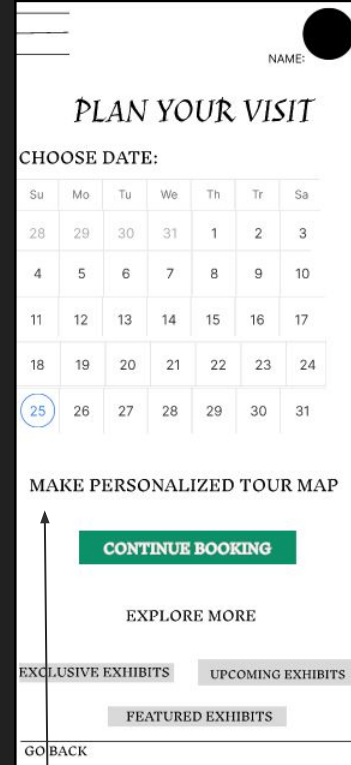 NAME:
PLAN YOUR VISIT
CHOOSE DATE:
Su Mo Tu We Th Tr Sa
28 29 30 31 1 2 3
4 5 6 7 8 9 10
11 12 13 14 15 16 17
18 19 20 21 22 23 24
25 26 27 28 29 30 31
MAKE PERSONALIZED TOUR MAP
CONTINUE BOOKING
EXPLORE MORE
EXCLUSIVE EXHIBITS UPCOMING EXHIBITS
FEATURED EXHIBITS
GO BACK